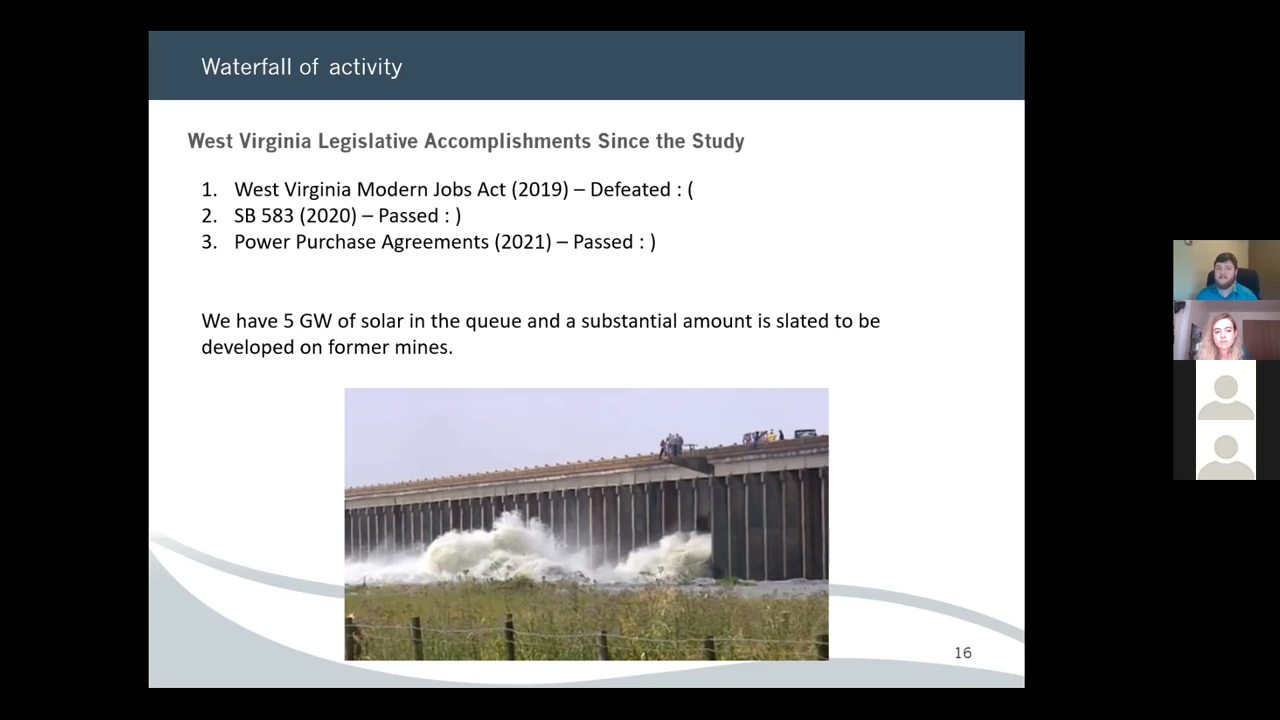 Waterfall of activity
West Virginia Legislative Accomplishments Since the Study
1. West Virginia Modern Jobs Act (2019) – Defeated : (
2. SB 583 (2020) – Passed : )
3. Power Purchase Agreements (2021) – Passed : )
We have 5 GW of solar in the queue and a substantial amount is slated to be
developed on former mines.
16